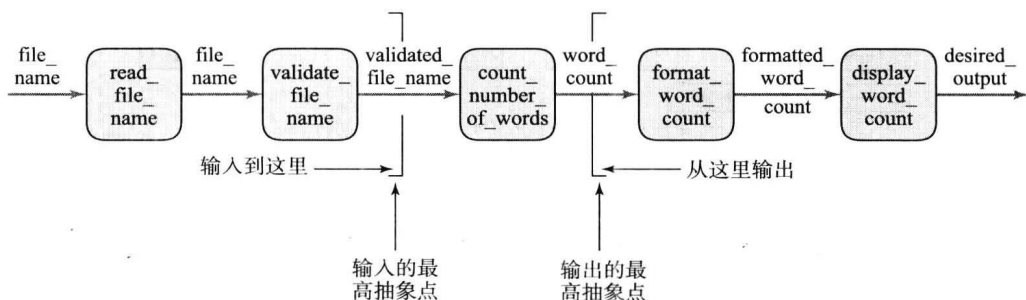 file_
name
read_
file_
name
file_
name
validate_
file_
name
validated_
file_name
count_
number_
of_words
word_
count
format_
word_
count
formatted_
word_
count
display_
word_
count
desired_
output
输入到这里
从这里输出
输入的最
高抽象点
输出的最
高抽象点